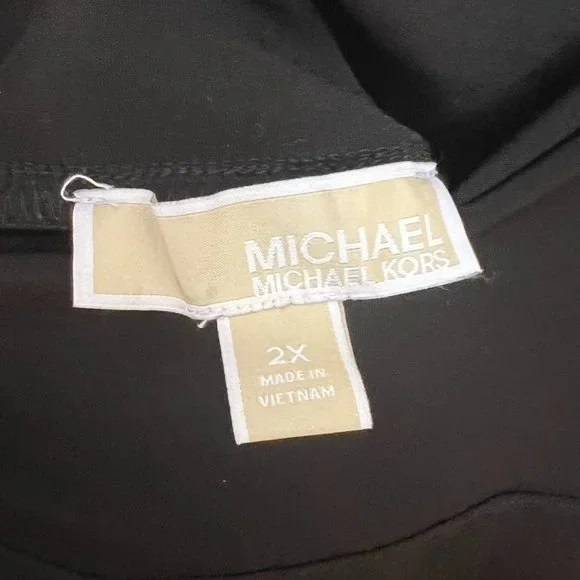 MICHAEL
MICHAEL KORS
2X
MADE IN
VIETNAM